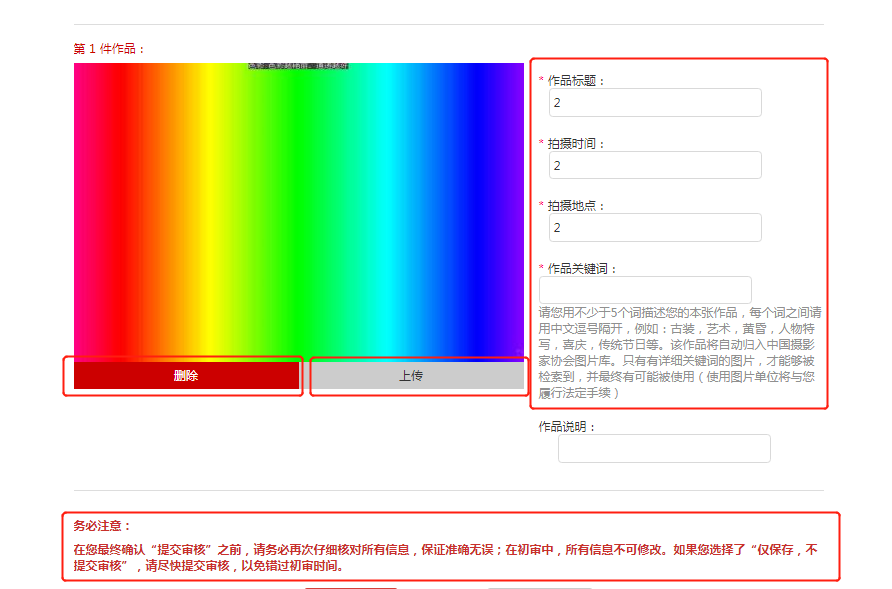 第 1 件作品：
* 作品标题：
2
* 拍摄时间：
2
* 拍摄地点：
2
* 作品关键词：
请您用不少于5个词描述您的本张作品，每个词之间请
用中文逗号隔开，例如：古装，艺术，黄昏，人物特
写，喜庆，传统节日等。该作品将自动归入中国摄影
家协会图片库。只有有详细关键词的图片，才能够被
检索到，并最终有可能被使用（使用图片单位将与您
履行法定手续）
删除
上传
作品说明：
务必注意：
在您最终确认“提交审核”之前，请务必再次仔细核对所有信息，保证准确无误；在初审中，所有信息不可修改。如果您选择了“仅保存，不
提交审核”，请尽快提交审核，以免错过初审时间。